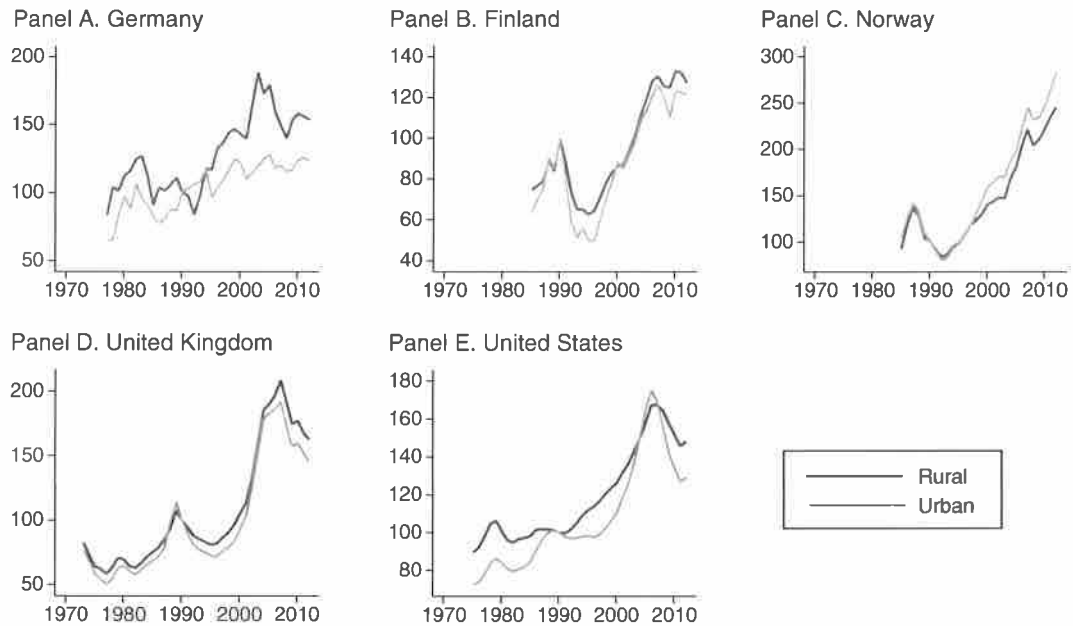 Panel A. Germany
200
150
100
50
1970 1980 1990 2000 2010
Panel B. Finland
140
120
100
80
60
40
1970 1980 1990 2000 2010
Panel C. Norway
300
250
200
150
100
1970 1980 1990 2000 2010
Panel D. United Kingdom
200
150
100
50
1970 1980 1990 2000 2010
Panel E. United States
180
160
140
120
100
80
1970 1980 1990 2000 2010
Rural
Urban